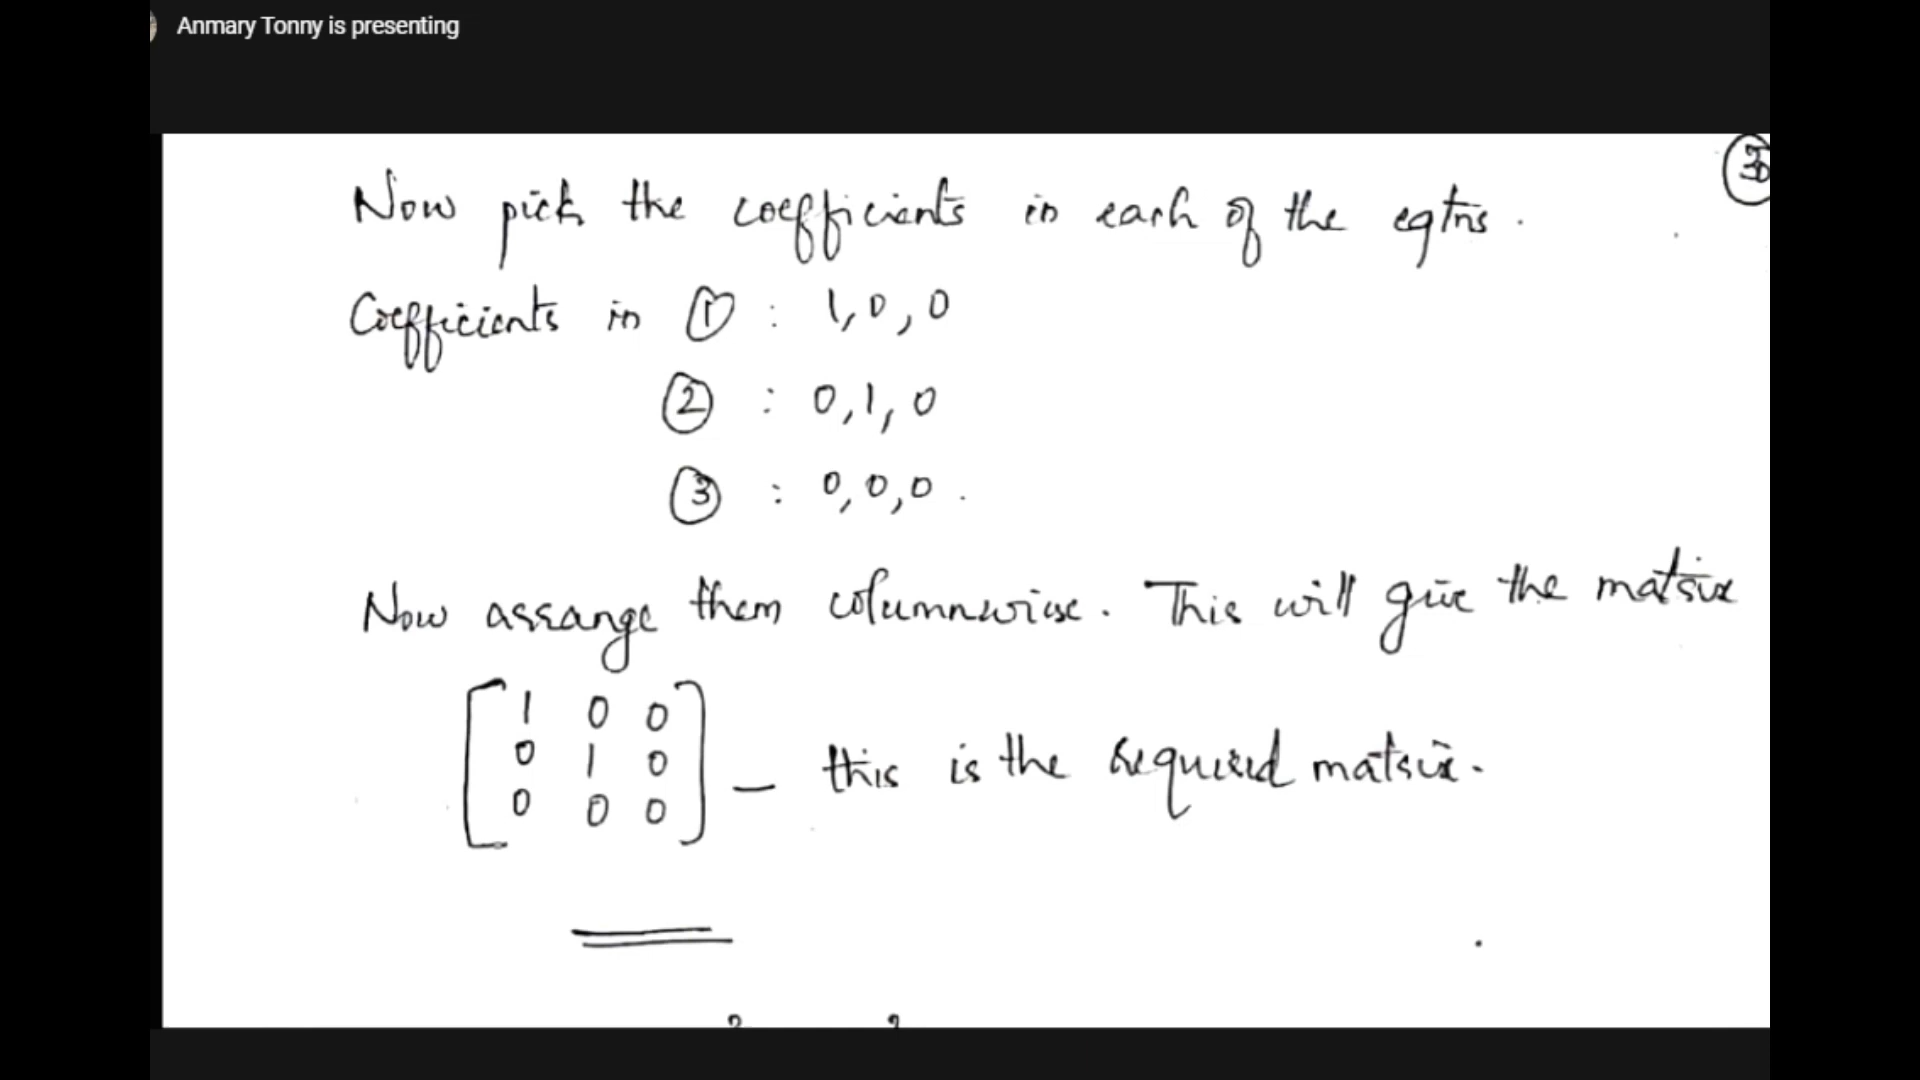 Anmary Tonny is presenting
3
Now pick the coefficients in each of the eqtns.
Coefficients in ① : 1, 0, 0
② : 0, 1, 0
③ : 0, 0, 0.
Now arrange them columnwise. This will give the matrix
1 0 0
0 1 0
0 0 0
— this is the required matrix.